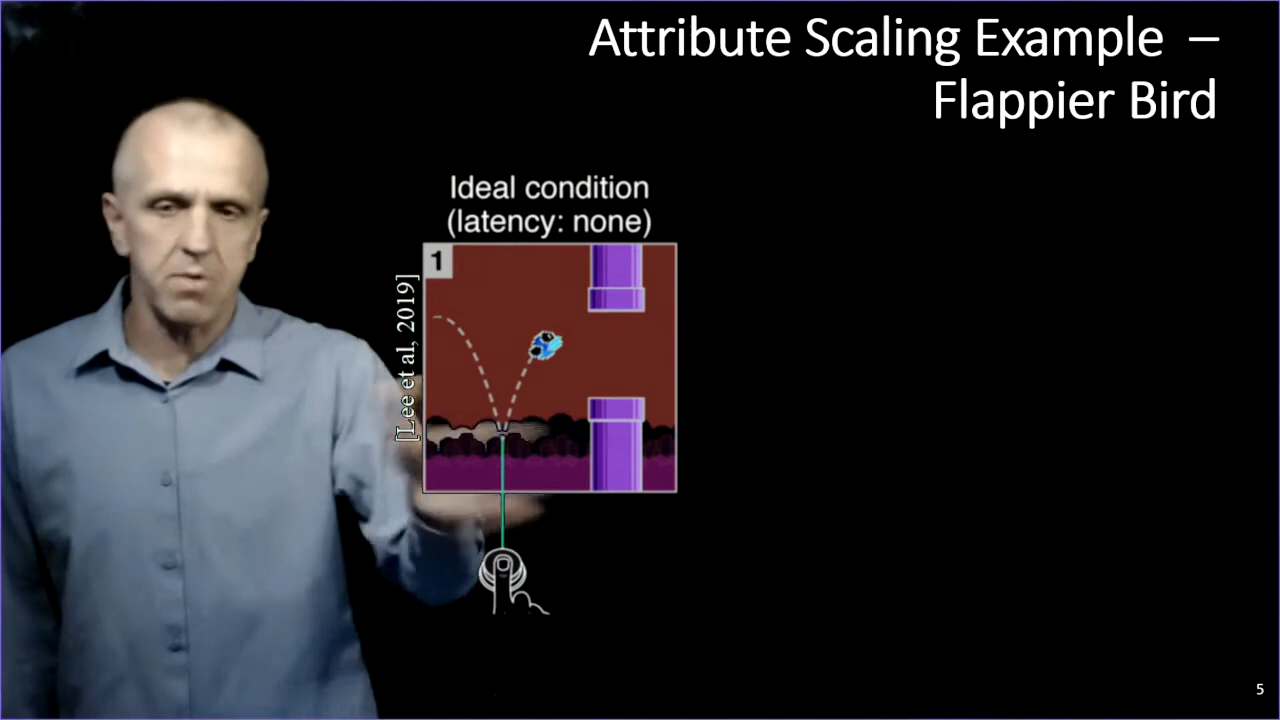 Attribute Scaling Example –
Flappier Bird
Ideal condition
(latency: none)
1
[Lee et al, 2019]
5